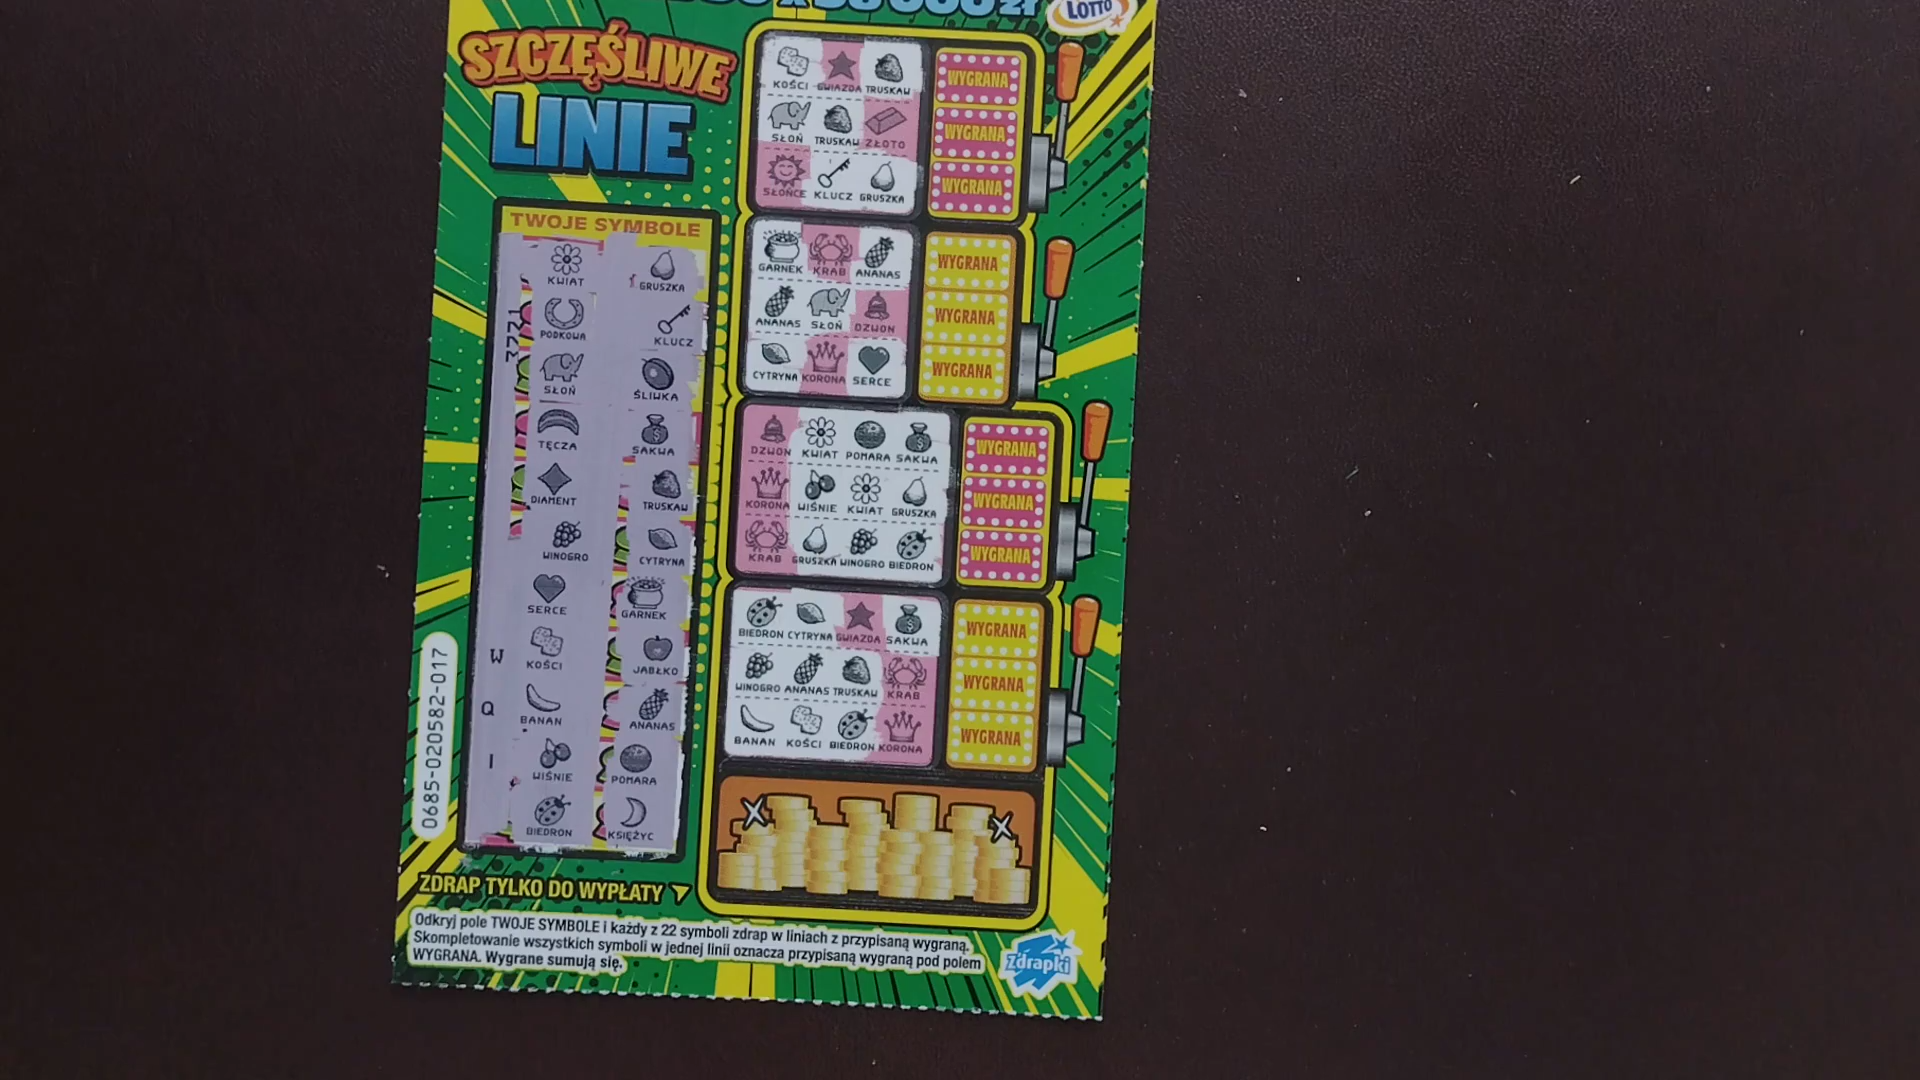 LOTTO
SZCZĘŚLIWE
LINIE
TWOJE SYMBOLE
KWIAT GRUSZKA
PODKOWA KLUCZ
SŁOŃ ŚLIWKA
TĘCZA SAKWA
DIAMENT TRUSKAW
WINOGRO CYTRYNA
SERCE GARNEK
KOŚCI JABŁKO
BANAN ANANAS
WIŚNIE POMARA
BIEDRON KSIĘŻYC
W
Q
I
0685-020582-017
KOŚCI GWIAZDA TRUSKAW
WYGRANA
SŁOŃ TRUSKAW ZŁOTO
WYGRANA
SŁOŃCE KLUCZ GRUSZKA
WYGRANA
GARNEK KRAB ANANAS
WYGRANA
ANANAS SŁOŃ DZWON
WYGRANA
CYTRYNA KORONA SERCE
WYGRANA
DZWON KWIAT POMARA SAKWA
WYGRANA
KORONA WIŚNIE KWIAT GRUSZKA
WYGRANA
KRAB GRUSZKA WINOGRO BIEDRON
WYGRANA
BIEDRON CYTRYNA GWIAZDA SAKWA
WYGRANA
WINOGRO ANANAS TRUSKAW KRAB
WYGRANA
BANAN KOŚCI BIEDRON KORONA
WYGRANA
ZDRAP TYLKO DO WYPŁATY
Odkryj pole TWOJE SYMBOLE i każdy z 22 symboli zdrap w liniach z przypisaną wygraną.
Skompletowanie wszystkich symboli w jednej linii oznacza przypisaną wygraną pod polem
WYGRANA. Wygrane sumują się.
Zdrapki